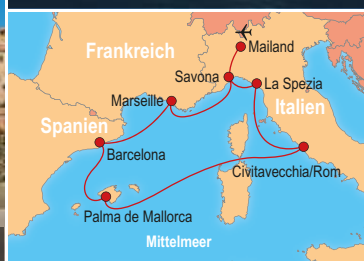 Frankreich
Mailand
Savona
La Spezia
Marseille
Italien
Spanien
Barcelona
Civitavecchia/Rom
Palma de Mallorca
Mittelmeer